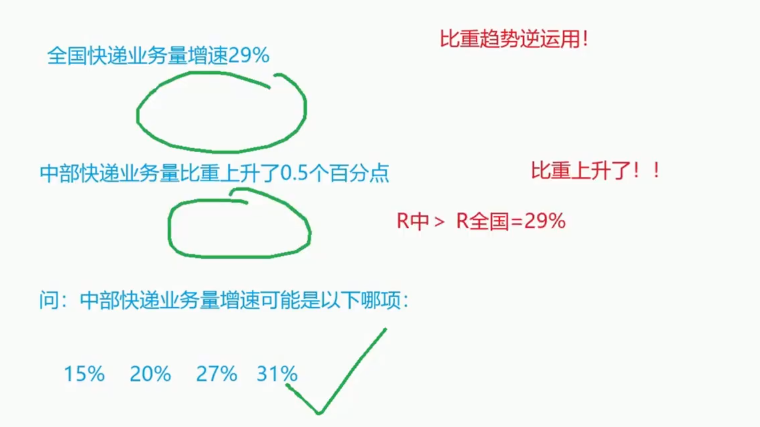 比重趋势逆运用！
全国快递业务量增速29%
中部快递业务量比重上升了0.5个百分点
比重上升了！！
R中＞ R全国=29%
问：中部快递业务量增速可能是以下哪项：
15% 20% 27% 31%